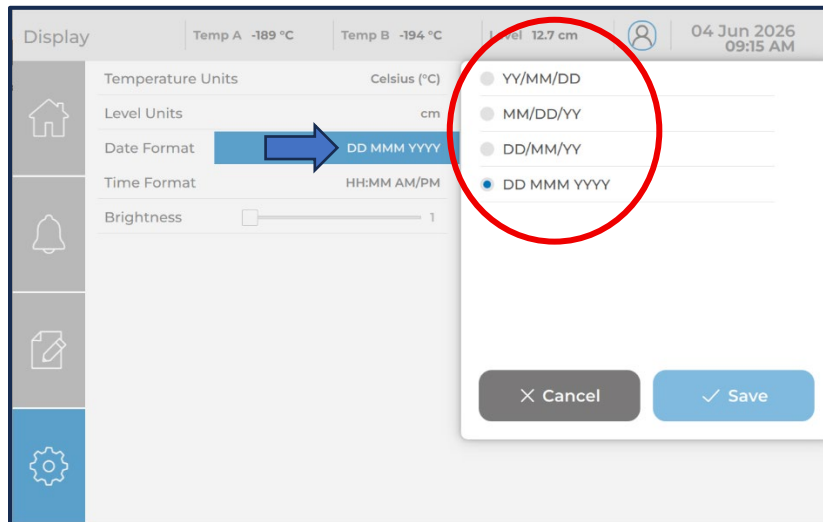 Display Temp A -189 °C Temp B -194 °C Level 12.7 cm 04 Jun 2026
09:15 AM
Temperature Units Celsius (°C)
Level Units cm
Date Format DD MMM YYYY
Time Format HH:MM AM/PM
Brightness 1
YY/MM/DD
MM/DD/YY
DD/MM/YY
DD MMM YYYY
Cancel Save